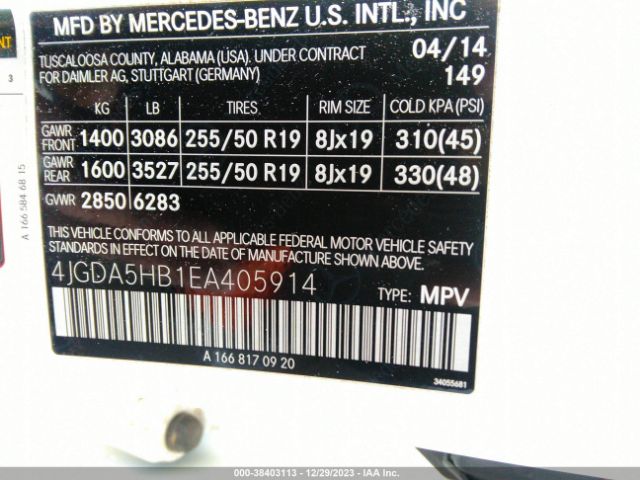 MFD BY MERCEDES-BENZ U.S. INTL., INC
TUSCALOOSA COUNTY, ALABAMA (USA). UNDER CONTRACT
FOR DAIMLER AG, STUTTGART (GERMANY)
04/14
149
KG LB TIRES RIM SIZE COLD KPA (PSI)
GAWR FRONT 1400 3086 255/50 R19 8Jx19 310(45)
GAWR REAR 1600 3527 255/50 R19 8Jx19 330(48)
GVWR 2850 6283
THIS VEHICLE CONFORMS TO ALL APPLICABLE FEDERAL MOTOR VEHICLE SAFETY
STANDARDS IN EFFECT ON THE DATE OF MANUFACTURE SHOWN ABOVE
4JGDA5HB1EA405914
TYPE: MPV
A 166 817 09 20
34055681
A 166 584 68 15
NT
3
000-38403113 - 12/29/2023 - IAA Inc.